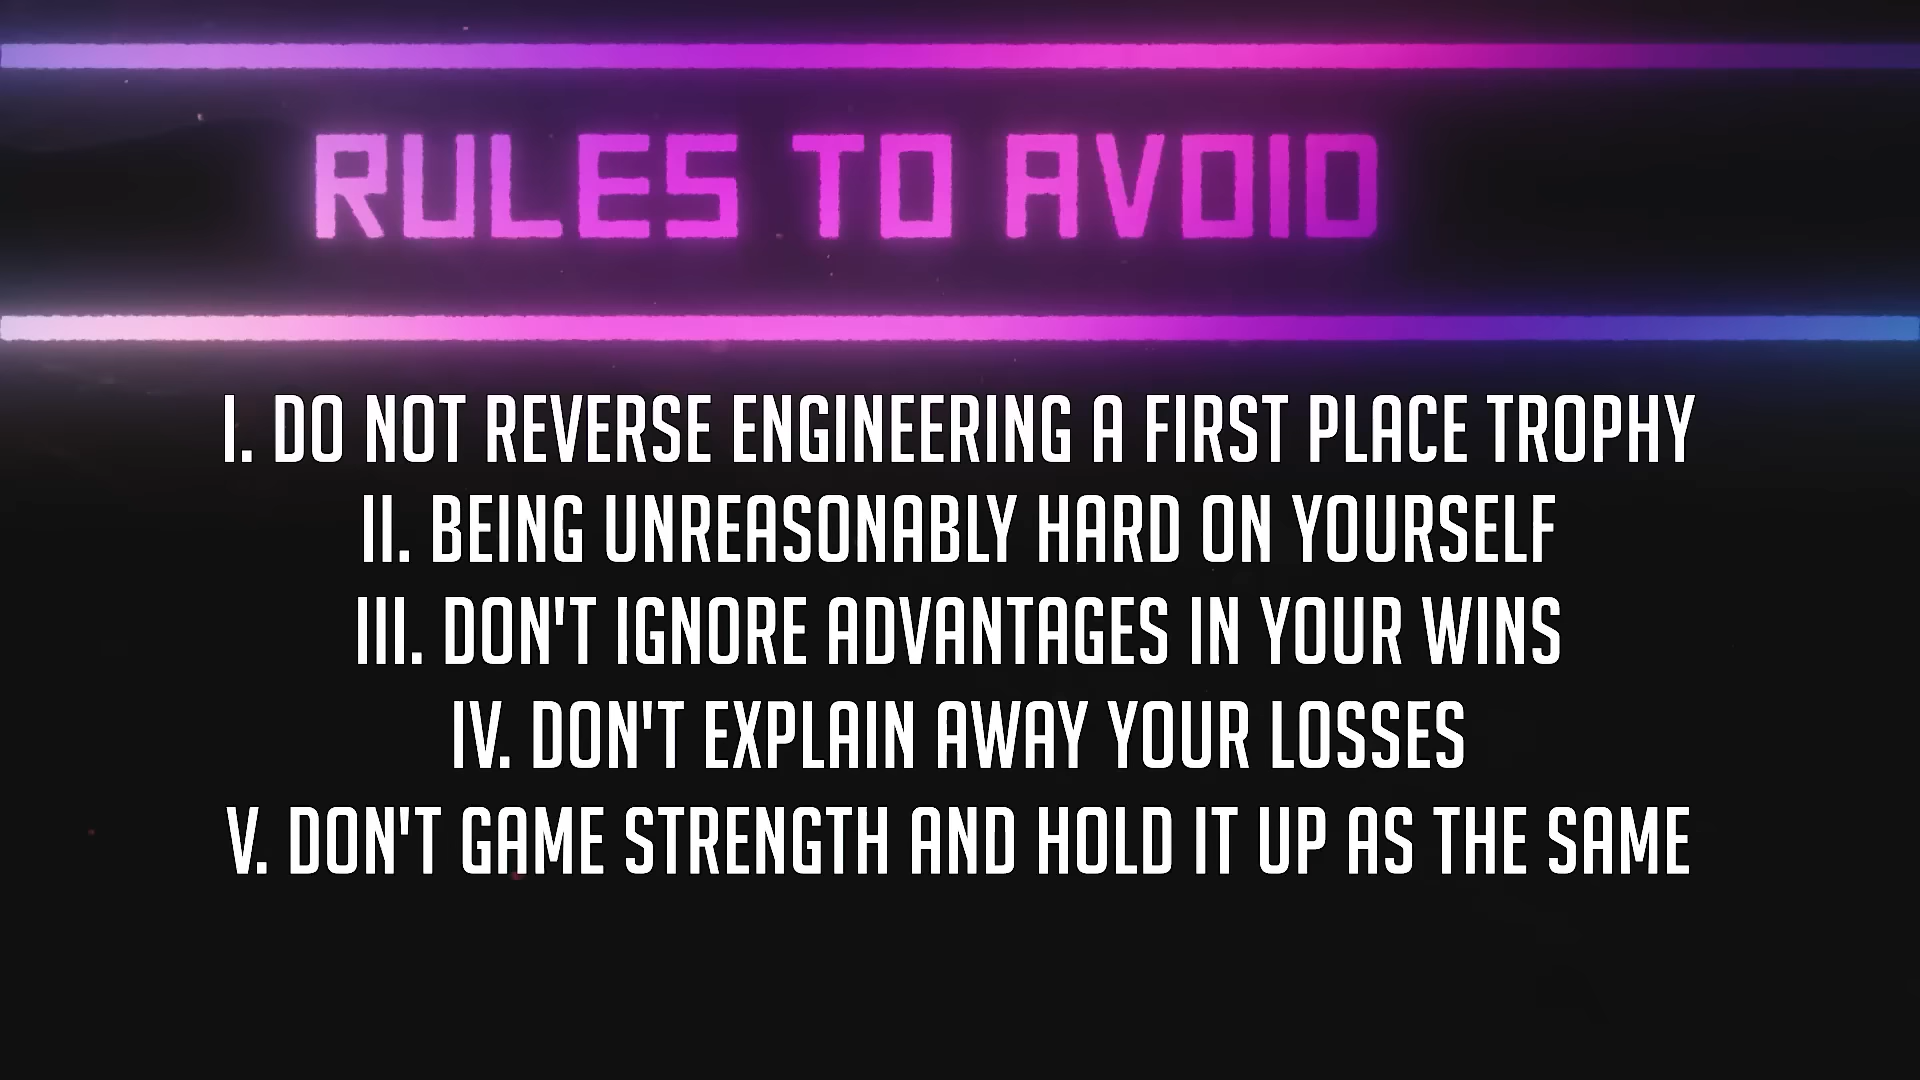 RULES TO AVOID
I. DO NOT REVERSE ENGINEERING A FIRST PLACE TROPHY
II. BEING UNREASONABLY HARD ON YOURSELF
III. DON'T IGNORE ADVANTAGES IN YOUR WINS
IV. DON'T EXPLAIN AWAY YOUR LOSSES
V. DON'T GAME STRENGTH AND HOLD IT UP AS THE SAME